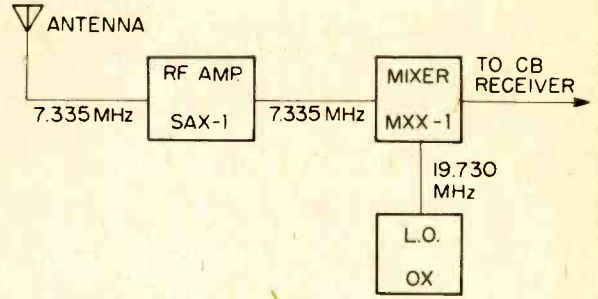 ANTENNA
RF AMP.
SAX-1
MIXER
MXX-1
TO CB
RECEIVER
7.335 MHz
7.335 MHz
19.730
MHz
L.O.
OX